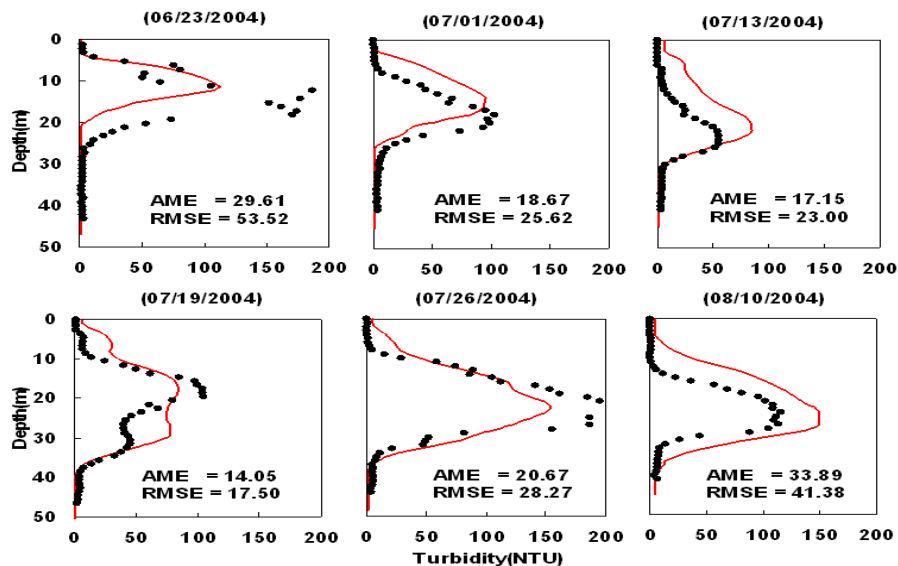 (06/23/2004) (07/01/2004) (07/13/2004)
0
10
20
30
40
50
Depth(m)
AME = 29.61
RMSE = 53.52
AME = 18.67
RMSE = 25.62
AME = 17.15
RMSE = 23.00
0 50 100 150 200 0 50 100 150 200 0 50 100 150 200
(07/19/2004) (07/26/2004) (08/10/2004)
0
10
20
30
40
50
Depth(m)
AME = 14.05
RMSE = 17.50
AME = 20.67
RMSE = 28.27
AME = 33.89
RMSE = 41.38
0 50 100 150 200 0 50 100 150 200 0 50 100 150 200
Turbidity(NTU)